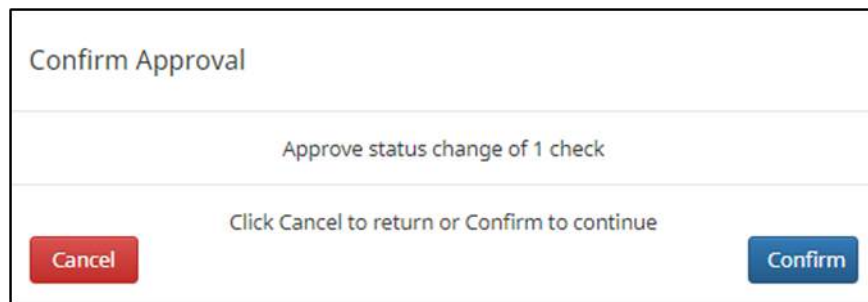 Confirm Approval
Approve status change of 1 check
Click Cancel to return or Confirm to continue
Cancel
Confirm